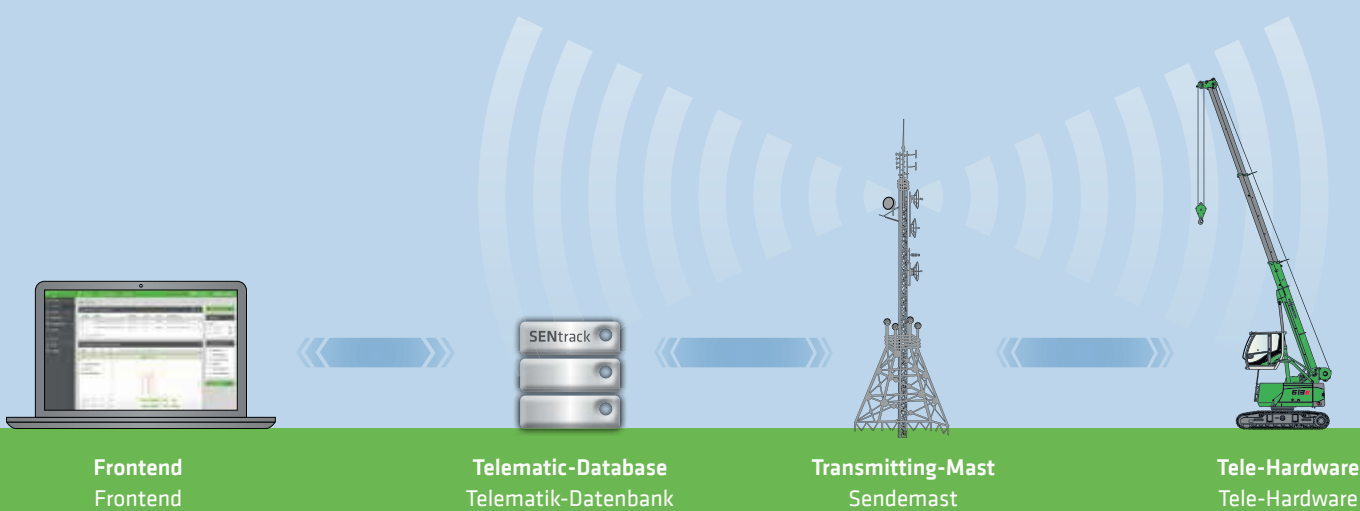 SENtrack
Frontend
Frontend
Telematic-Database
Telematik-Datenbank
Transmitting-Mast
Sendemast
Tele-Hardware
Tele-Hardware